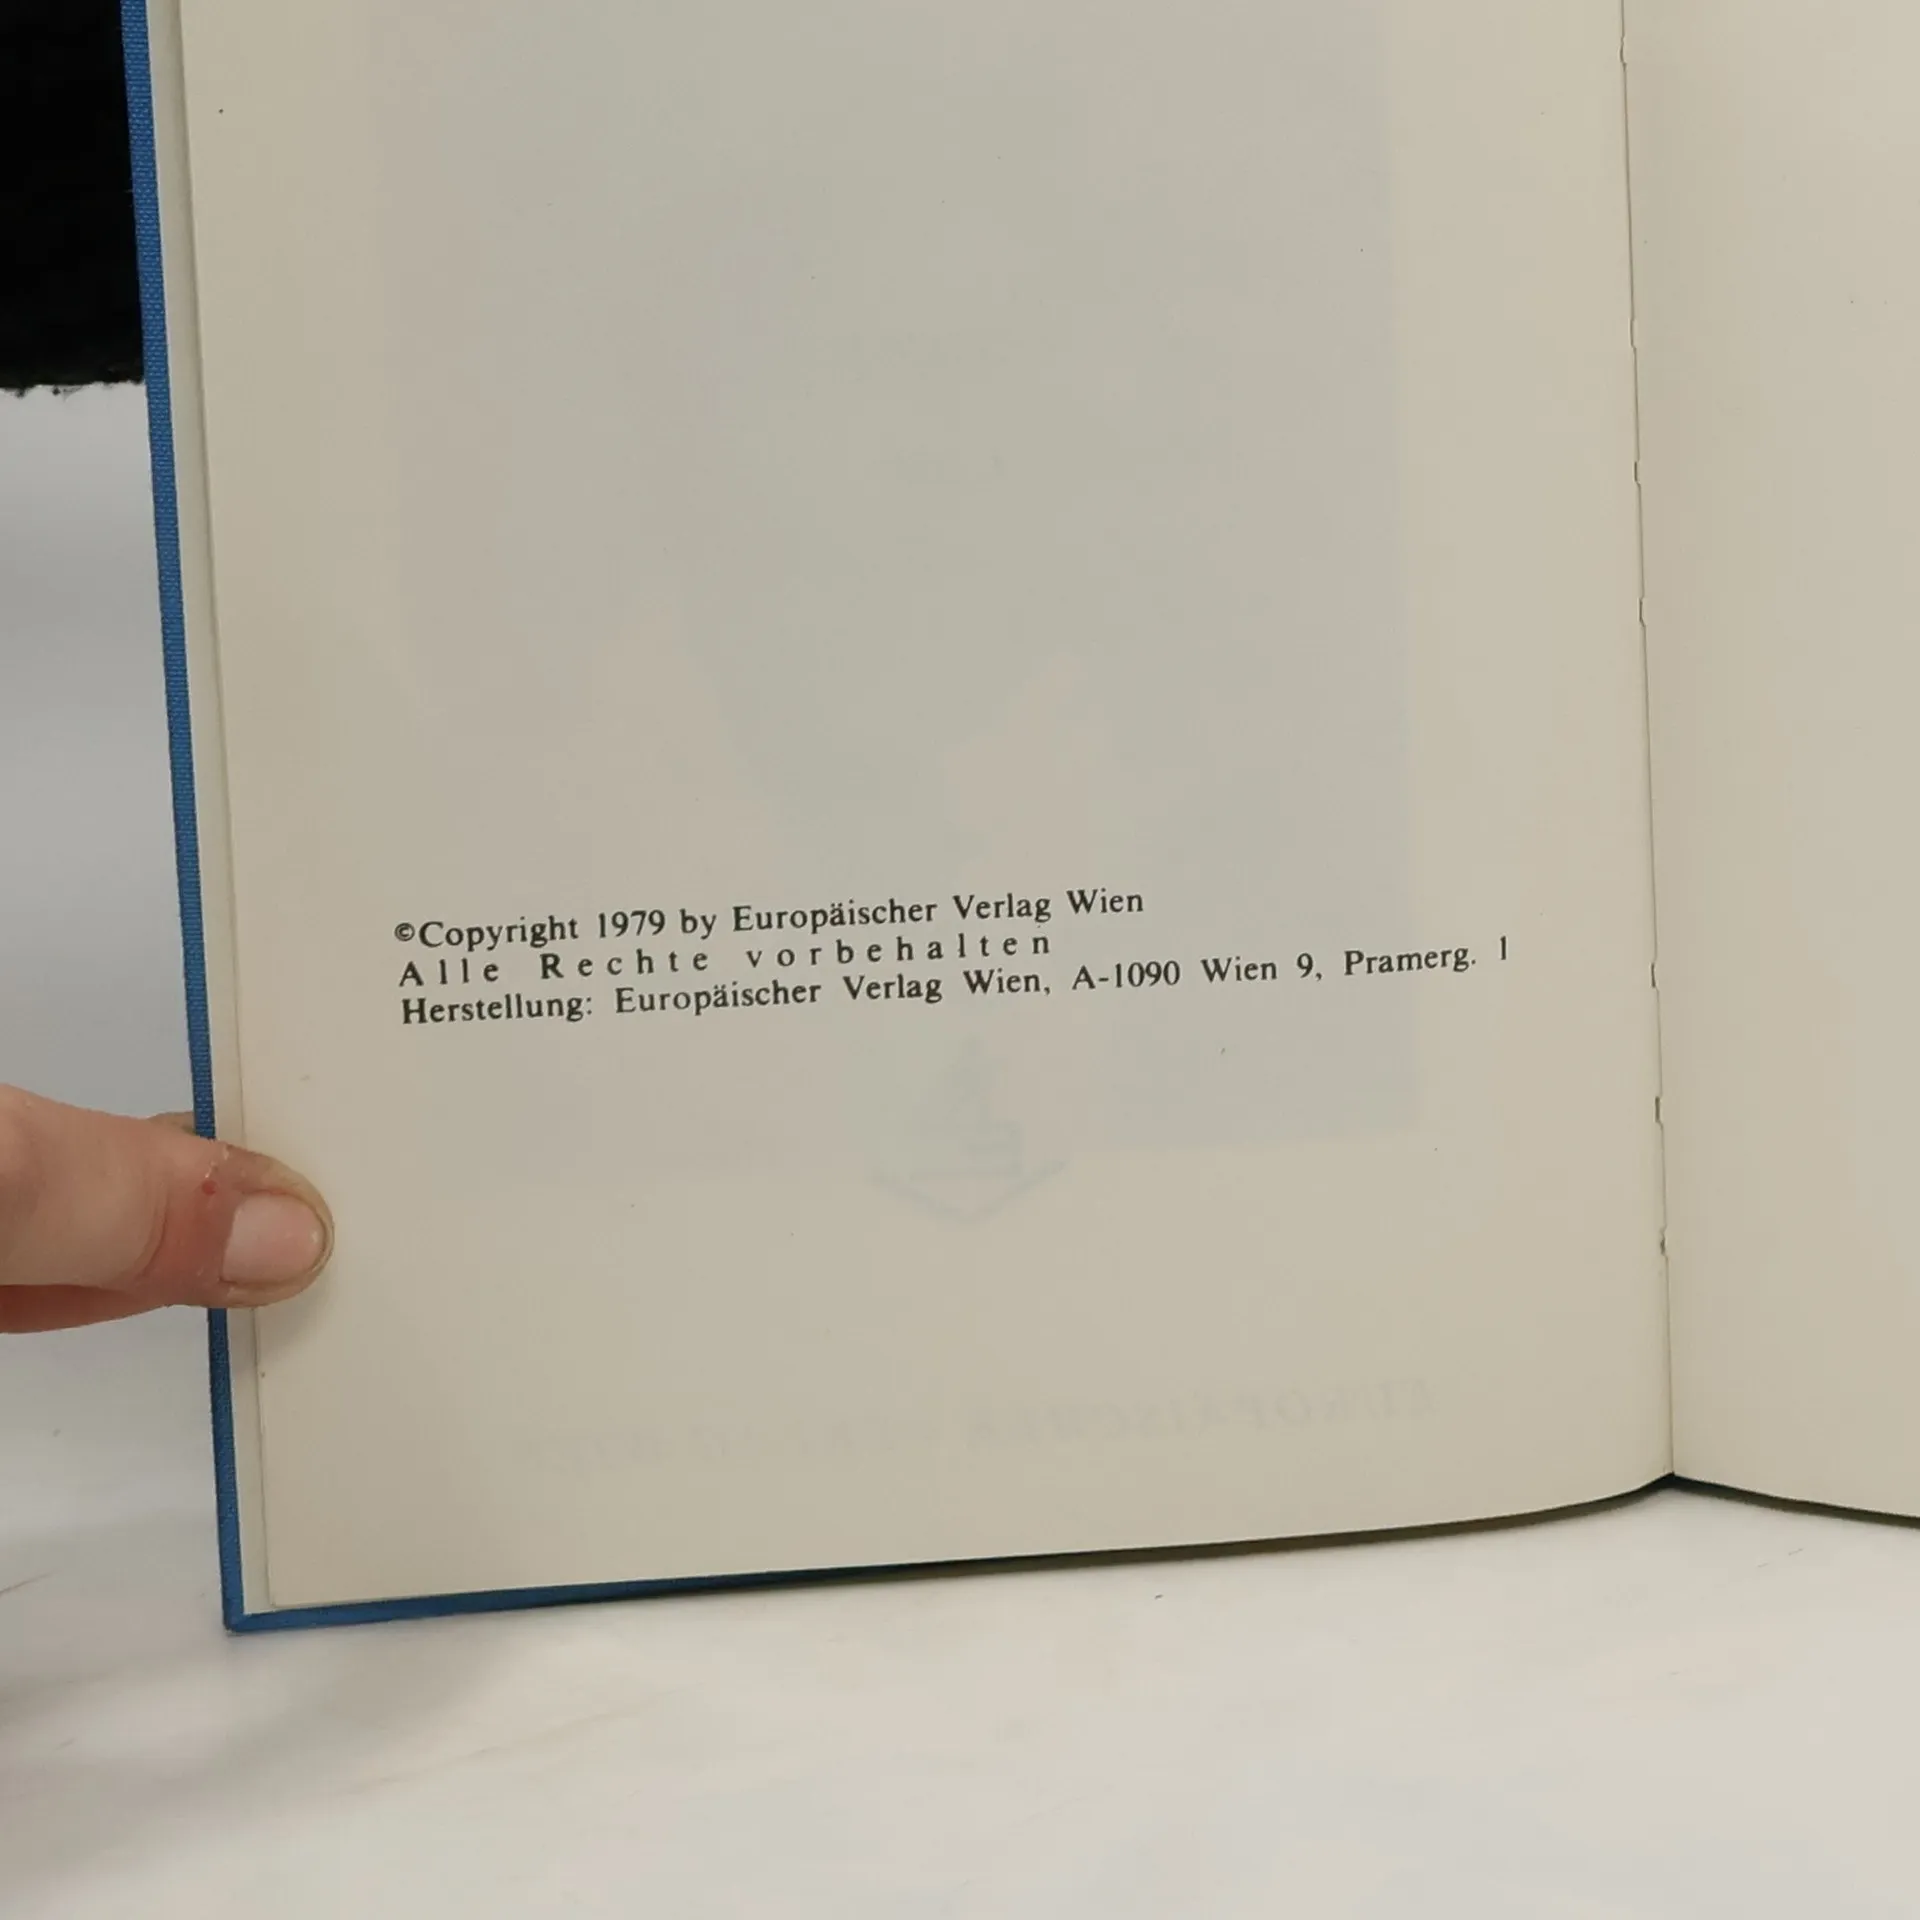 ©Copyright 1979 by Europäischer Verlag Wien
Alle Rechte vorbehalten
Herstellung: Europäischer Verlag Wien, A-1090 Wien 9, Pramerg. 1